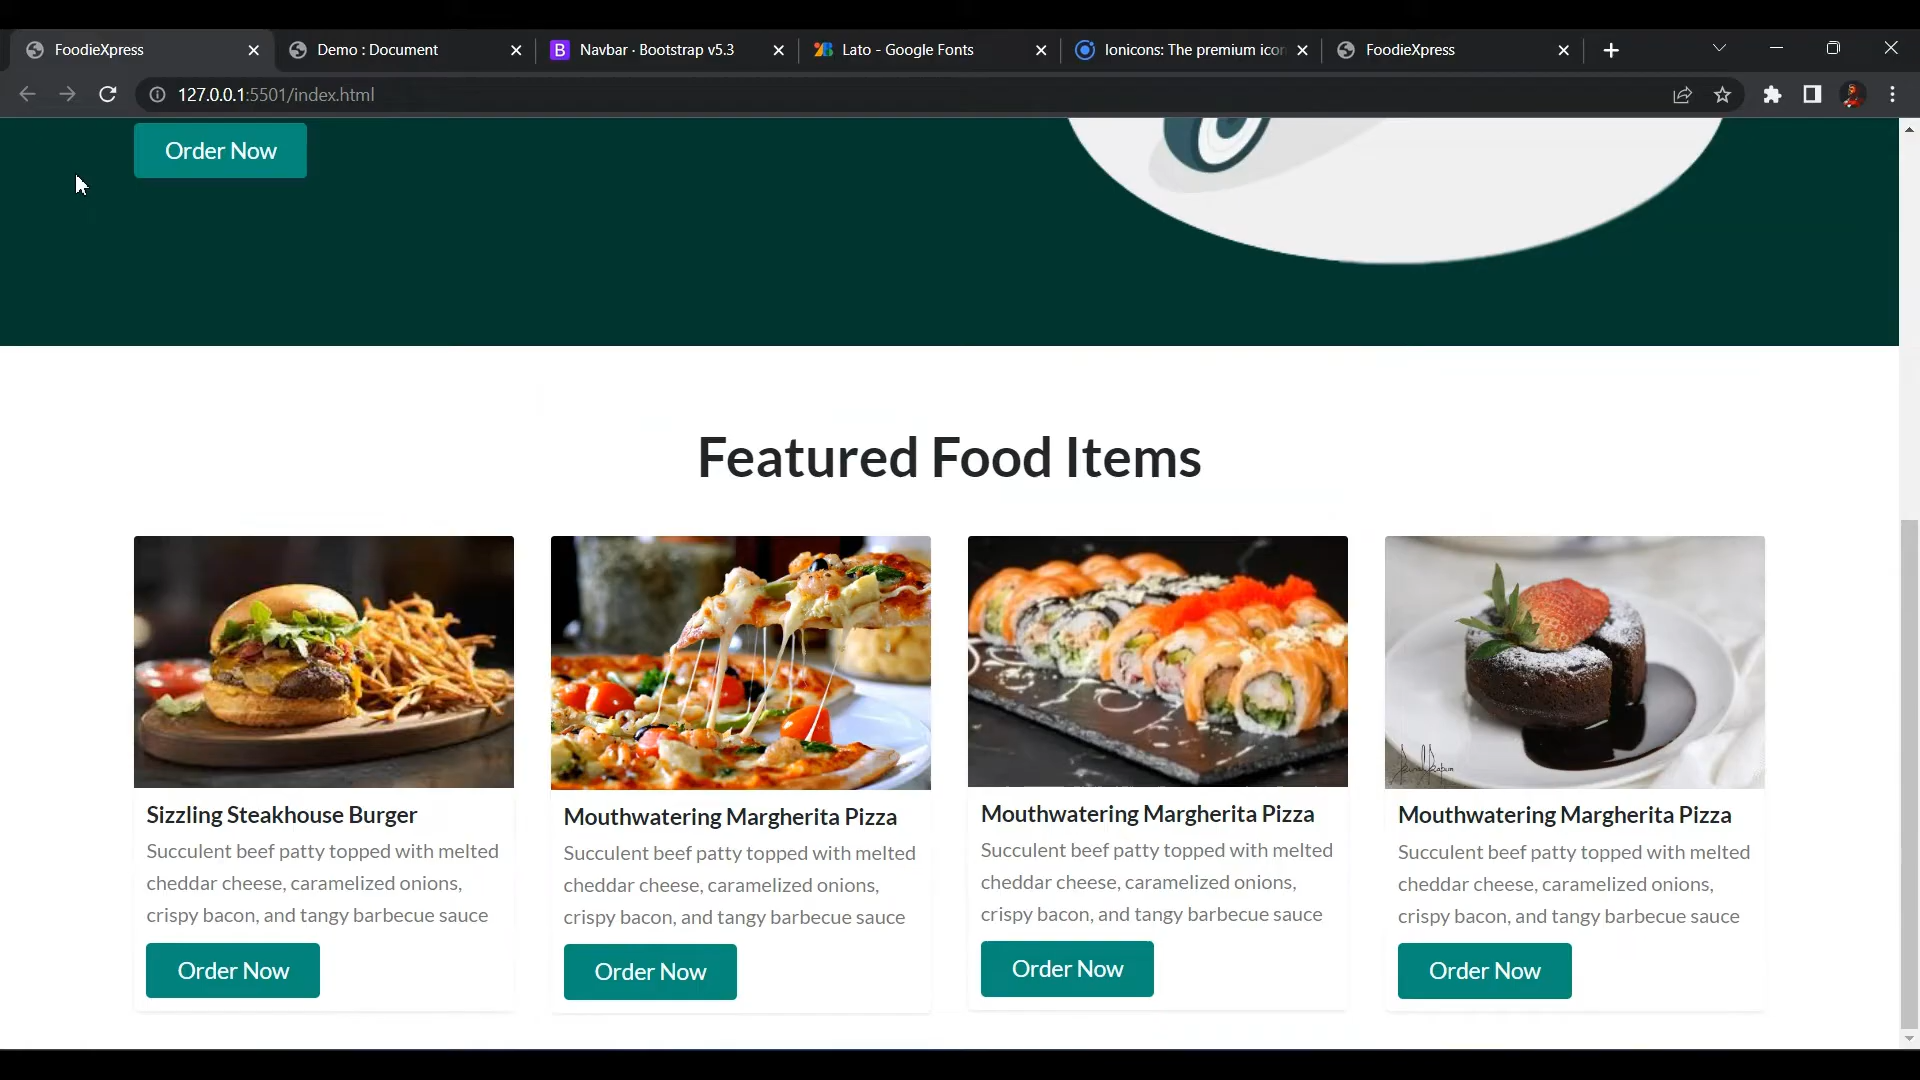 FoodieXpress
Demo : Document
Navbar · Bootstrap v5.3
Lato - Google Fonts
Ionicons: The premium icon
FoodieXpress
127.0.0.1:5501/index.html
Order Now
Featured Food Items
Sizzling Steakhouse Burger
Succulent beef patty topped with melted
cheddar cheese, caramelized onions,
crispy bacon, and tangy barbecue sauce
Order Now
Mouthwatering Margherita Pizza
Succulent beef patty topped with melted
cheddar cheese, caramelized onions,
crispy bacon, and tangy barbecue sauce
Order Now
Mouthwatering Margherita Pizza
Succulent beef patty topped with melted
cheddar cheese, caramelized onions,
crispy bacon, and tangy barbecue sauce
Order Now
Mouthwatering Margherita Pizza
Succulent beef patty topped with melted
cheddar cheese, caramelized onions,
crispy bacon, and tangy barbecue sauce
Order Now